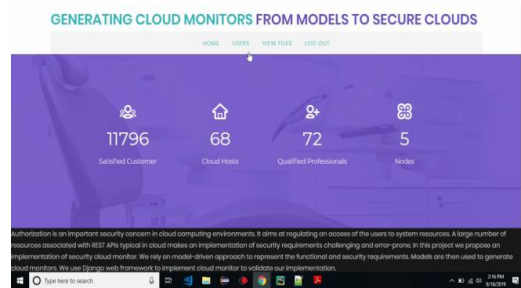 GENERATING CLOUD MONITORS FROM MODELS TO SECURE CLOUDS
HOME USERS VIEW FILES LOG OUT
11796 68 72 5
Satisfied Customer Cloud Hosts Qualified Professionals Nodes
Authorization is an important security concern in cloud computing environments. It aims at regulating an access of the users to system resources. A large number of
resources associated with REST APIs typical in cloud makes an implementation of security requirements challenging and error-prone. In this project we propose an
implementation of security cloud monitor. We rely on model-driven approach to represent the functional and security requirements. Models are then used to generate
cloud monitors. We use Django web framework to implement cloud monitor to validate our implementation.
Type here to search
2:16 PM
9/16/2019